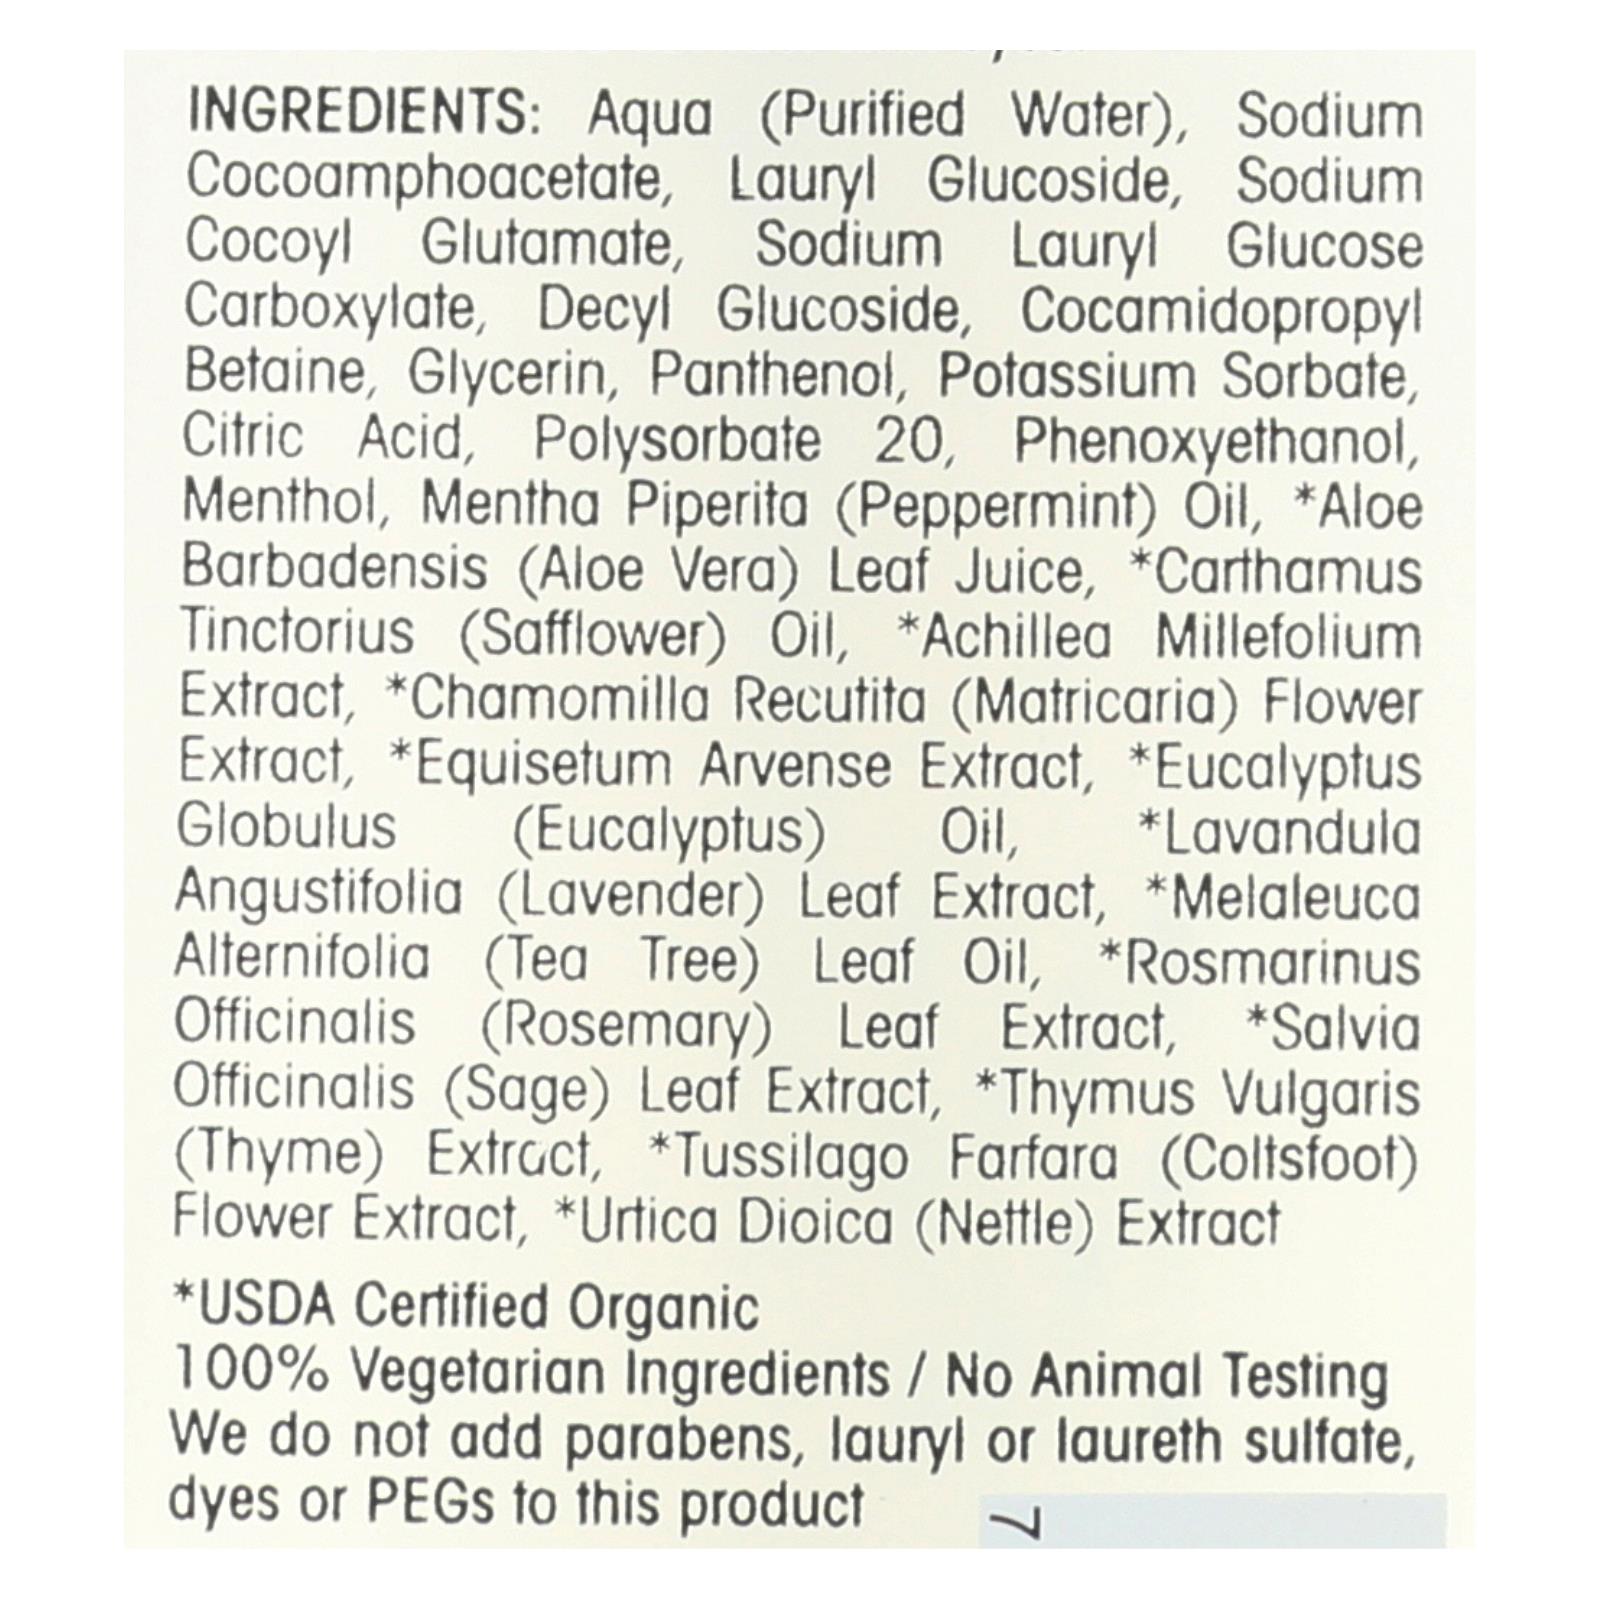 INGREDIENTS: Aqua (Purified Water), Sodium
Cocoamphoacetate, Lauryl Glucoside, Sodium
Cocoyl Glutamate, Sodium Lauryl Glucose
Carboxylate, Decyl Glucoside, Cocamidopropyl
Betaine, Glycerin, Panthenol, Potassium Sorbate,
Citric Acid, Polysorbate 20, Phenoxyethanol,
Menthol, Mentha Piperita (Peppermint) Oil, *Aloe
Barbadensis (Aloe Vera) Leaf Juice, *Carthamus
Tinctorius (Safflower) Oil, *Achillea Millefolium
Extract, *Chamomilla Recutita (Matricaria) Flower
Extract, *Equisetum Arvense Extract, *Eucalyptus
Globulus (Eucalyptus) Oil, *Lavandula
Angustifolia (Lavender) Leaf Extract, *Melaleuca
Alternifolia (Tea Tree) Leaf Oil, *Rosmarinus
Officinalis (Rosemary) Leaf Extract, *Salvia
Officinalis (Sage) Leaf Extract, *Thymus Vulgaris
(Thyme) Extract, *Tussilago Farfara (Coltsfoot)
Flower Extract, *Urtica Dioica (Nettle) Extract
*USDA Certified Organic
100% Vegetarian Ingredients / No Animal Testing
We do not add parabens, lauryl or laureth sulfate,
dyes or PEGs to this product
7